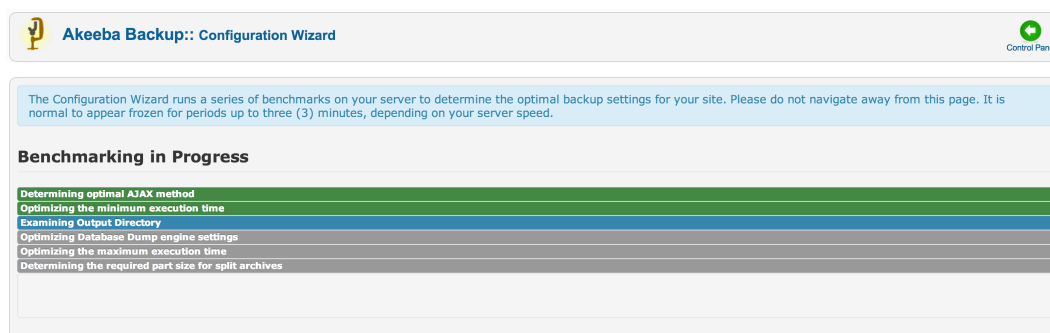 Akeeba Backup:: Configuration Wizard
Control Pan
The Configuration Wizard runs a series of benchmarks on your server to determine the optimal backup settings for your site. Please do not navigate away from this page. It is
normal to appear frozen for periods up to three (3) minutes, depending on your server speed.
Benchmarking in Progress
Determining optimal AJAX method
Optimizing the minimum execution time
Examining Output Directory
Optimizing Database Dump engine settings
Optimizing the maximum execution time
Determining the required part size for split archives